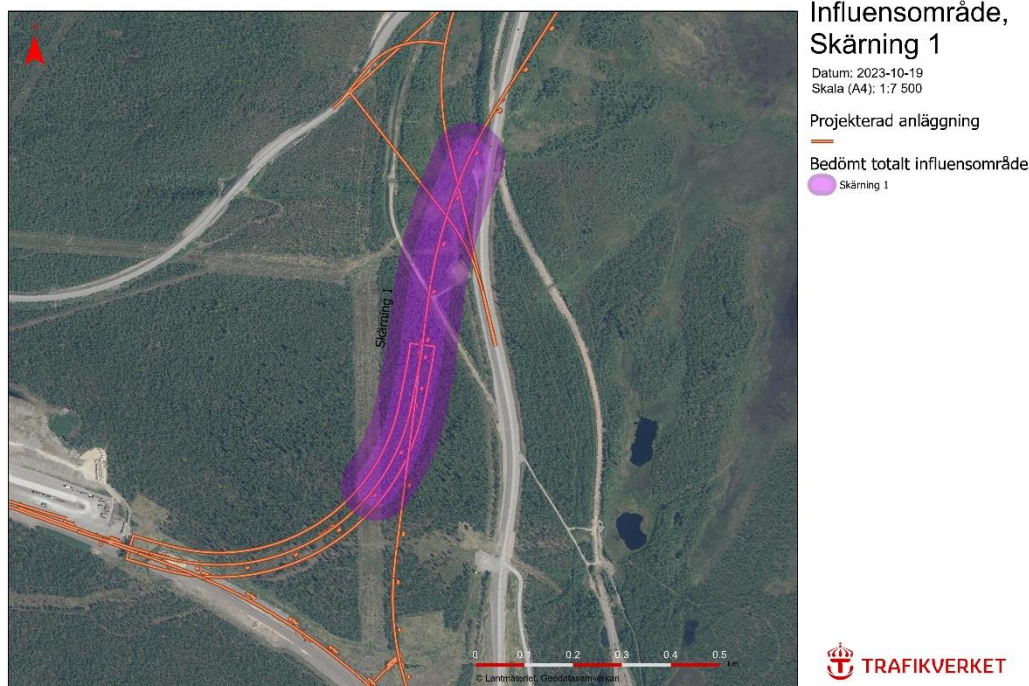 Influensområde,
Skärning 1
Datum: 2023-10-19
Skala (A4): 1:7 500
Projekterad anläggning
Bedömt totalt influensområde
Skärning 1
Skärning 1
0 0.1 0.2 0.3 0.4 0.5
km
© Lantmäteriet, Geodatasamverkan
TRAFIKVERKET